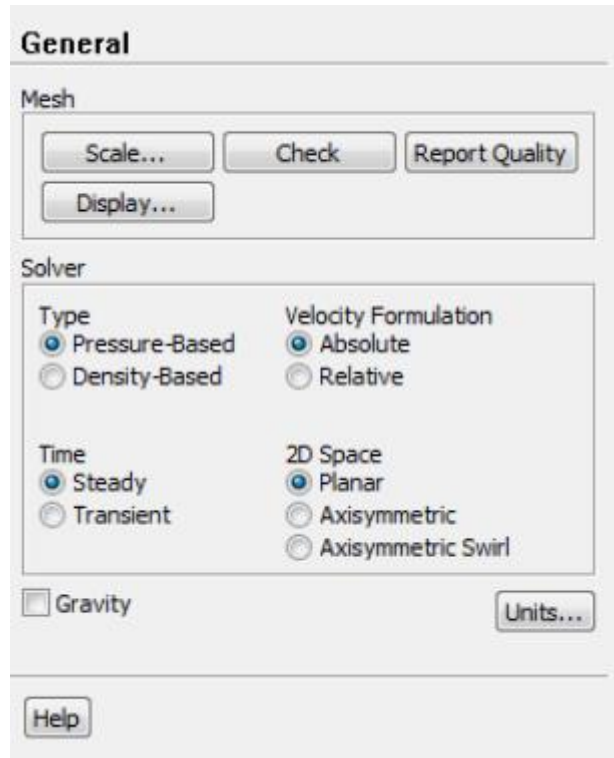 General
Mesh
Scale... Check Report Quality
Display...
Solver
Type Velocity Formulation
Pressure-Based Absolute
Density-Based Relative
Time 2D Space
Steady Planar
Transient Axisymmetric
Axisymmetric Swirl
Gravity Units...
Help